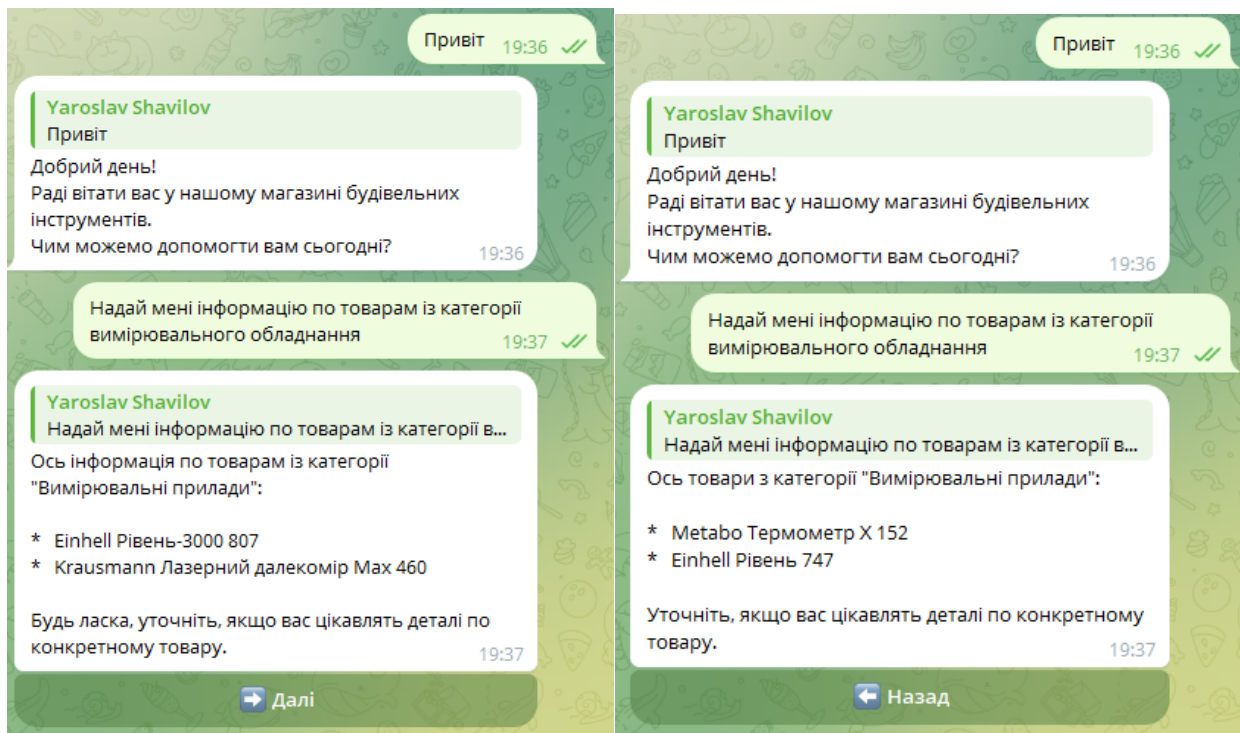 Привіт 19:36
Yaroslav Shavilov
Привіт
Добрий день!
Раді вітати вас у нашому магазині будівельних
інструментів.
Чим можемо допомогти вам сьогодні? 19:36
Надай мені інформацію по товарам із категорії
вимірювального обладнання 19:37
Yaroslav Shavilov
Надай мені інформацію по товарам із категорії в...
Ось інформація по товарам із категорії
"Вимірювальні прилади":
* Einhell Рівень-3000 807
* Krausmann Лазерний далекомір Max 460
Будь ласка, уточніть, якщо вас цікавлять деталі по
конкретному товару. 19:37
➡ Далі
Привіт 19:36
Yaroslav Shavilov
Привіт
Добрий день!
Раді вітати вас у нашому магазині будівельних
інструментів.
Чим можемо допомогти вам сьогодні? 19:36
Надай мені інформацію по товарам із категорії
вимірювального обладнання 19:37
Yaroslav Shavilov
Надай мені інформацію по товарам із категорії в...
Ось товари з категорії "Вимірювальні прилади":
* Metabo Термометр X 152
* Einhell Рівень 747
Уточніть, якщо вас цікавлять деталі по конкретному
товару. 19:37
⬅ Назад